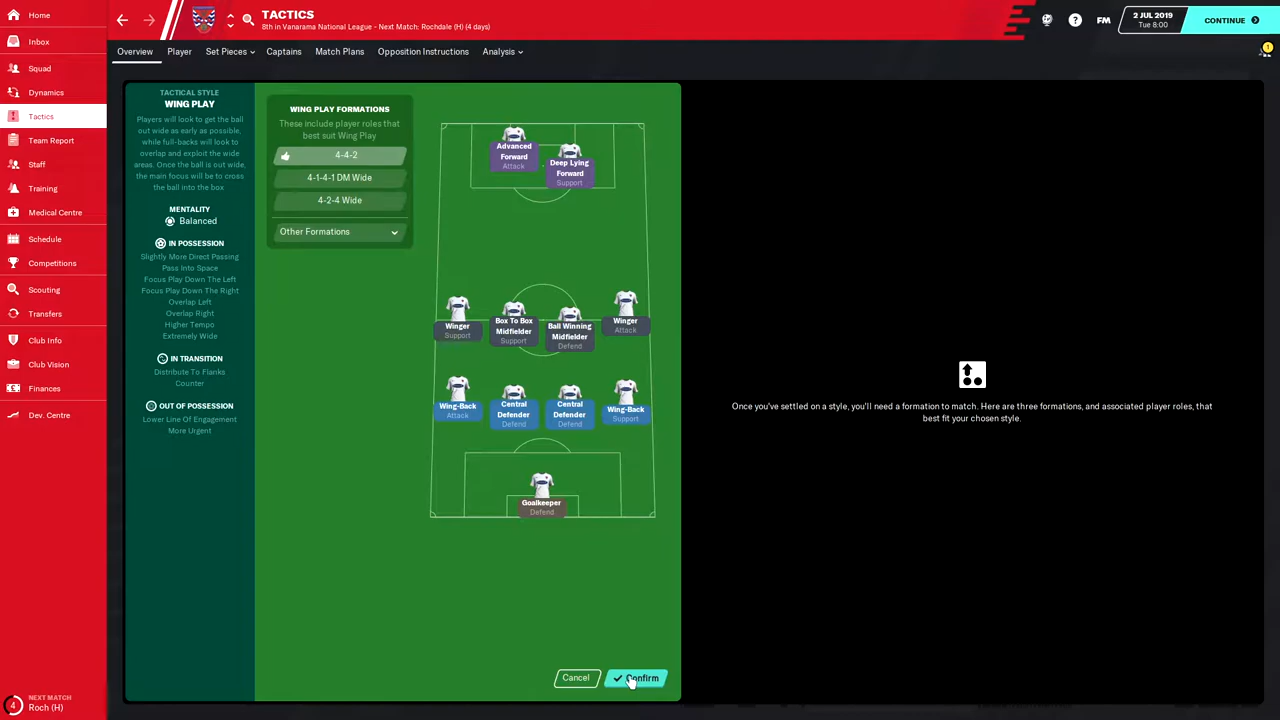 Home
Inbox
Squad
Dynamics
Tactics
Team Report
Staff
Training
Medical Centre
Schedule
Competitions
Scouting
Transfers
Club Info
Club Vision
Finances
Dev. Centre
4
NEXT MATCH
Roch (H)
TACTICS
8th in Vanarama National League - Next Match: Rochdale (H) (4 days)
FM
2 JUL 2019
Tue 8:00
CONTINUE
1
Overview
Player
Set Pieces
Captains
Match Plans
Opposition Instructions
Analysis
TACTICAL STYLE
WING PLAY
Players will look to get the ball
out wide as early as possible,
while full-backs will look to
overlap and exploit the wide
areas. Once the ball is out wide,
the main focus will be to cross
the ball into the box
MENTALITY
Balanced
IN POSSESSION
Slightly More Direct Passing
Pass Into Space
Focus Play Down The Left
Focus Play Down The Right
Overlap Left
Overlap Right
Higher Tempo
Extremely Wide
IN TRANSITION
Distribute To Flanks
Counter
OUT OF POSSESSION
Lower Line Of Engagement
More Urgent
WING PLAY FORMATIONS
These include player roles that
best suit Wing Play
4-4-2
4-1-4-1 DM Wide
4-2-4 Wide
Other Formations
Advanced
Forward
Attack
Deep Lying
Forward
Support
Winger
Support
Box To Box
Midfielder
Support
Ball Winning
Midfielder
Defend
Winger
Attack
Wing-Back
Attack
Central
Defender
Defend
Central
Defender
Defend
Wing-Back
Support
Goalkeeper
Defend
Cancel
Confirm
Once you've settled on a style, you'll need a formation to match. Here are three formations, and associated player roles, that
best fit your chosen style.